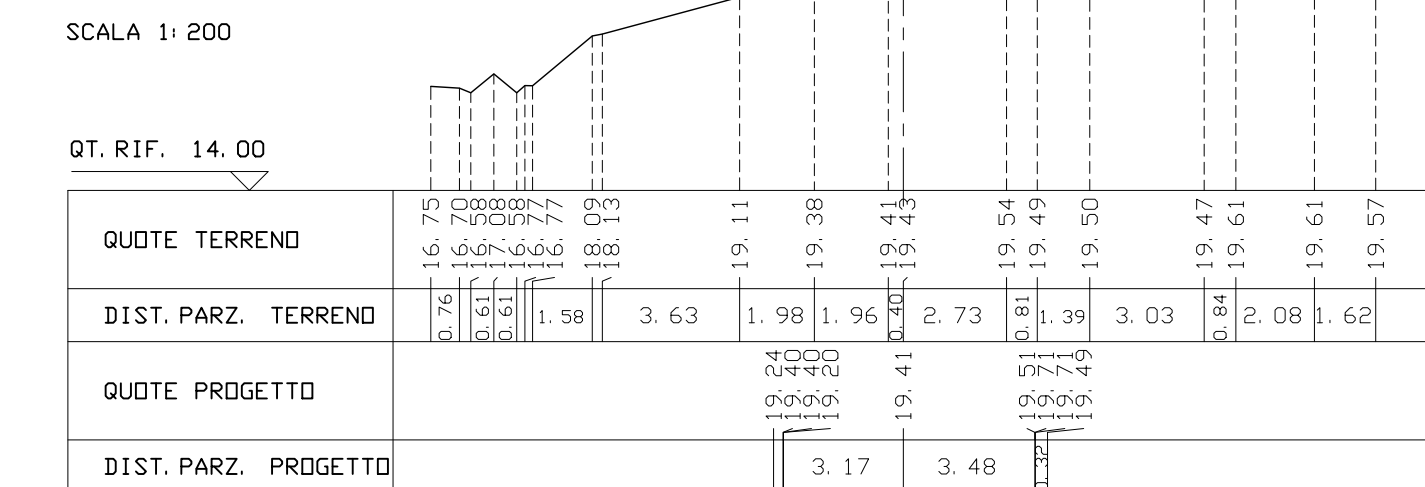 SCALA 1: 200
QT. RIF. 14. 00
QUOTE TERRENO 16. 75 16. 70 16. 58 17. 08 16. 58 16. 77 16. 77 18. 09 18. 13 19. 11 19. 38 19. 41 19. 43 19. 54 19. 49 19. 50 19. 47 19. 61 19. 61 19. 57
DIST. PARZ. TERRENO 0. 76 0. 61 0. 61 1. 58 3. 63 1. 98 1. 96 0. 40 2. 73 0. 81 1. 39 3. 03 0. 84 2. 08 1. 62
QUOTE PROGETTO 19. 24 19. 40 19. 40 19. 20 19. 41 19. 51 19. 71 19. 71 19. 49
DIST. PARZ. PROGETTO 3. 17 3. 48 0. 32